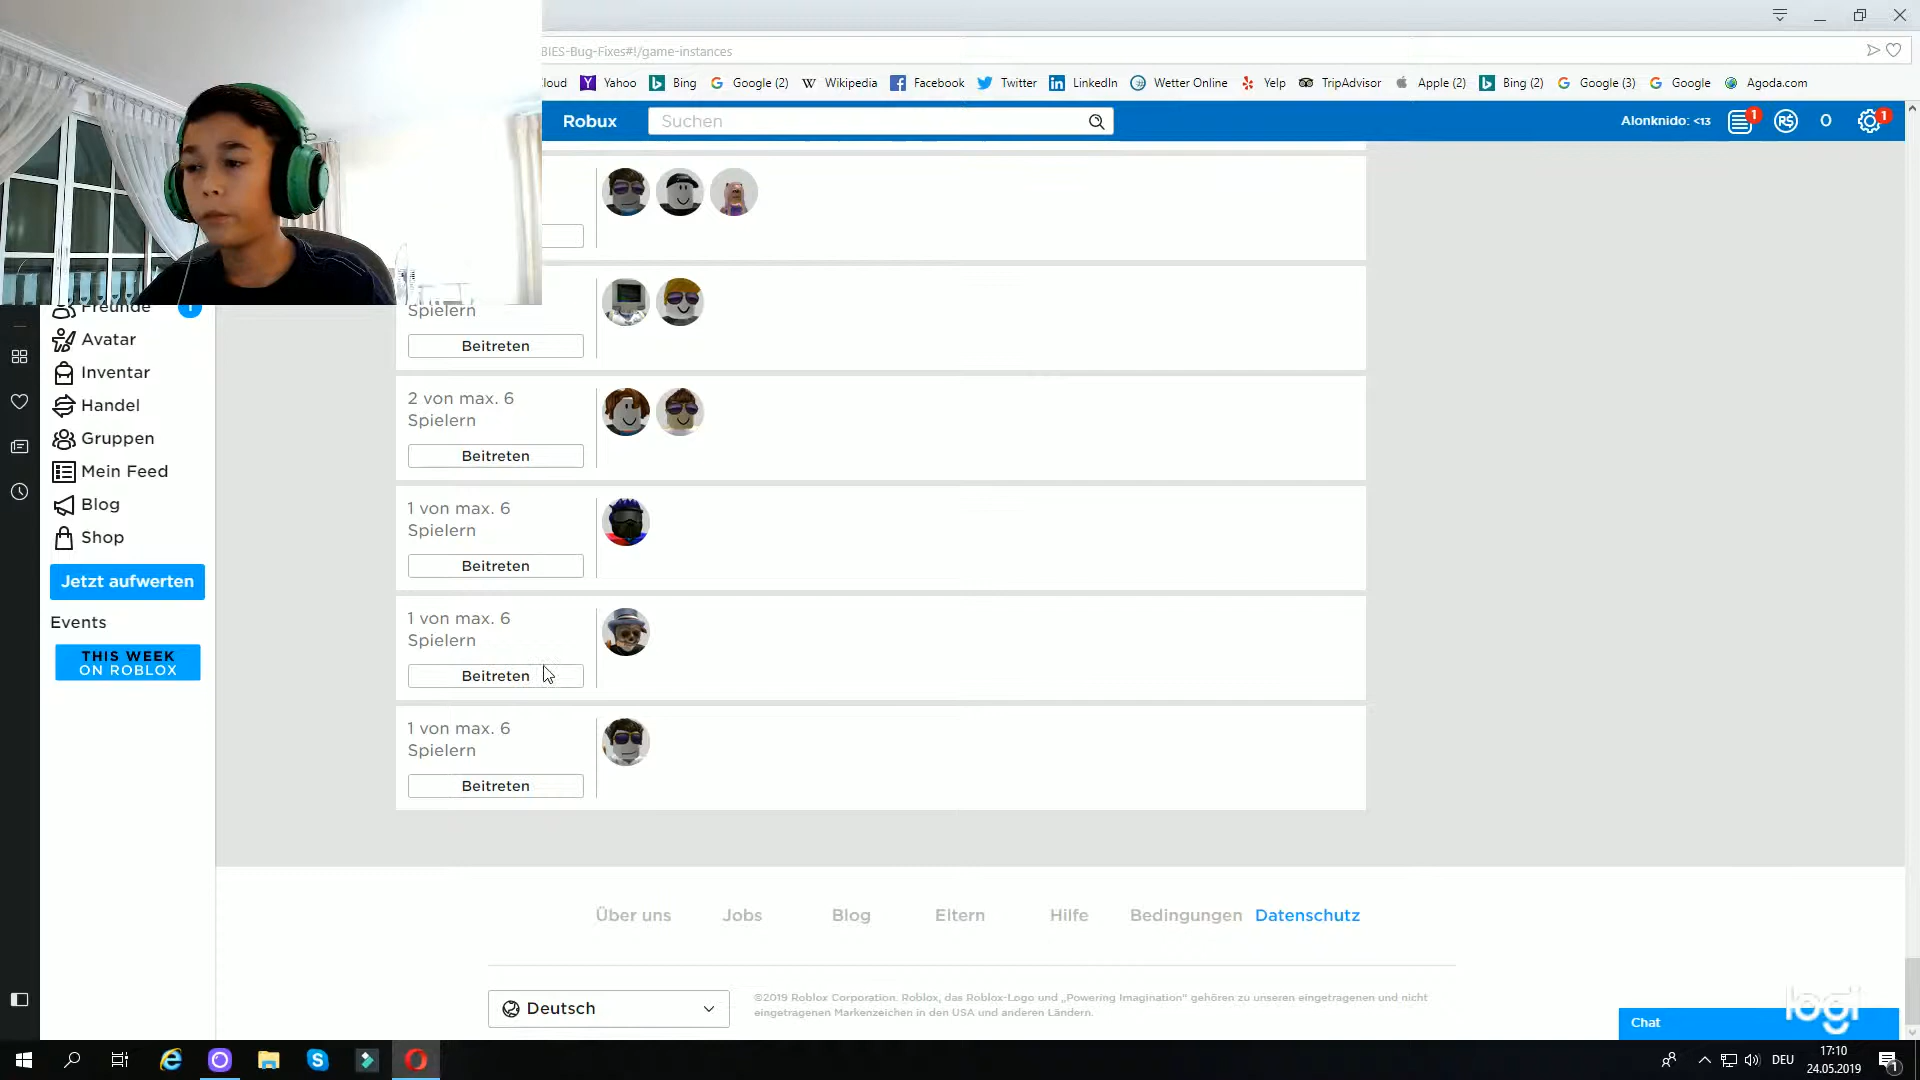 BIES-Bug-Fixes#!/game-instances
loud Yahoo Bing Google (2) Wikipedia Facebook Twitter LinkedIn Wetter Online Yelp TripAdvisor Apple (2) Bing (2) Google (3) Google Agoda.com
Robux Suchen Alonknido: <13 1 0 1
Freunde
Avatar
Inventar
Handel
Gruppen
Mein Feed
Blog
Shop
Jetzt aufwerten
Events
THIS WEEK
ON ROBLOX
Spielern
Beitreten
2 von max. 6
Spielern
Beitreten
1 von max. 6
Spielern
Beitreten
1 von max. 6
Spielern
Beitreten
1 von max. 6
Spielern
Beitreten
Über uns Jobs Blog Eltern Hilfe Bedingungen Datenschutz
Deutsch
©2019 Roblox Corporation. Roblox, das Roblox-Logo und „Powering Imagination" gehören zu unseren eingetragenen und nicht
eingetragenen Markenzeichen in den USA und anderen Ländern.
Chat
logi
DEU
17:10
24.05.2019
1